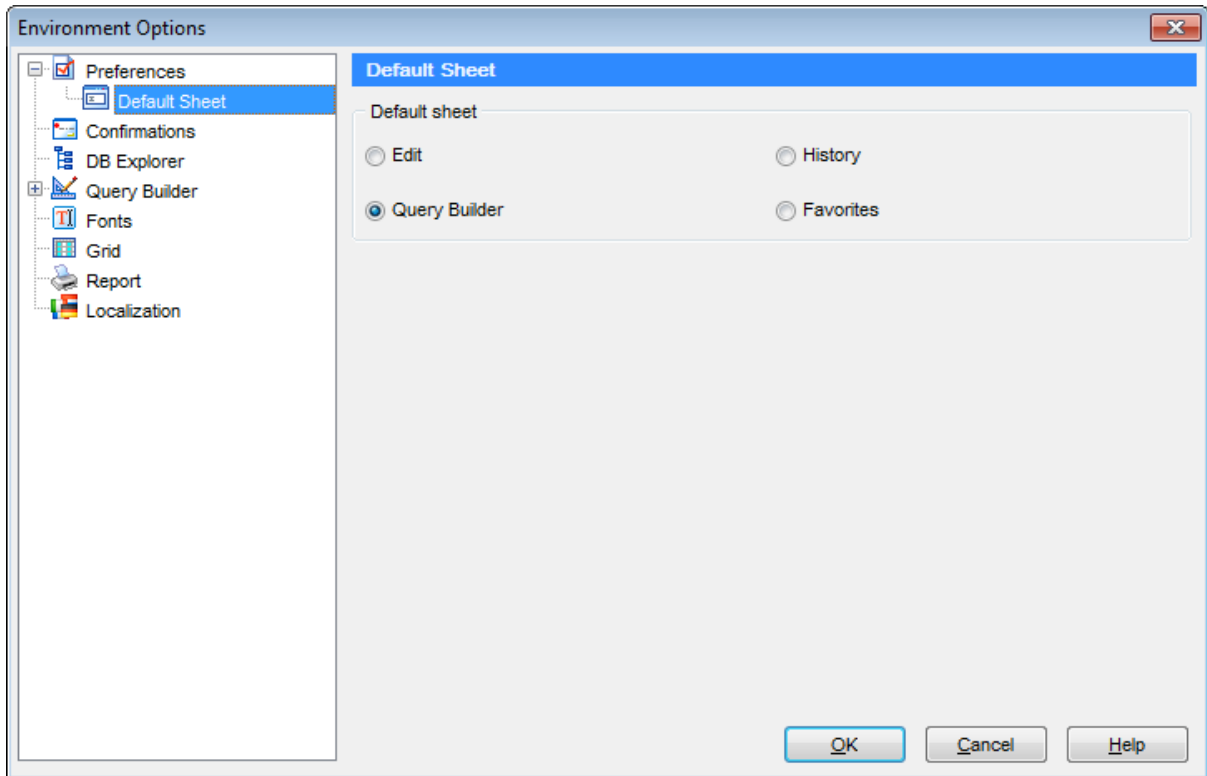 Environment Options
Preferences
Default Sheet
Confirmations
DB Explorer
Query Builder
Fonts
Grid
Report
Localization
Default Sheet
Default sheet
Edit
History
Query Builder
Favorites
OK
Cancel
Help